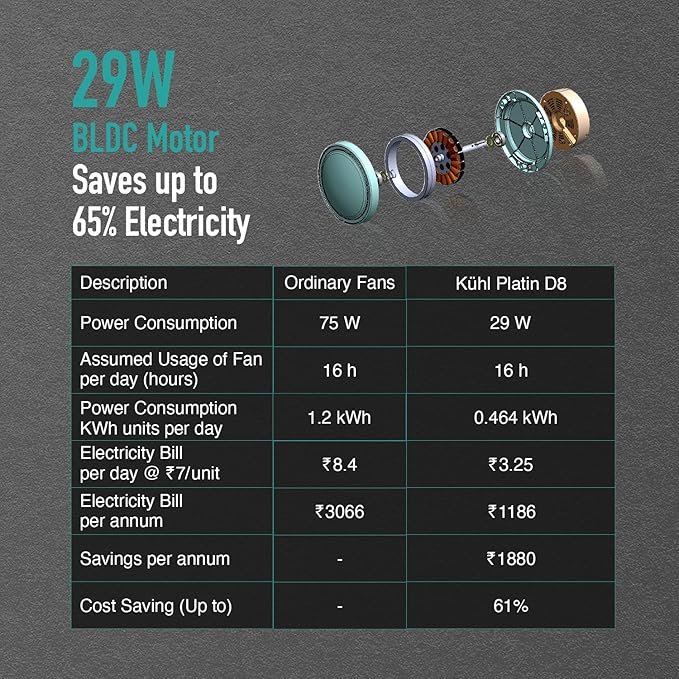 29W
BLDC Motor
Saves up to
65% Electricity
Description Ordinary Fans Kühl Platin D8
Power Consumption 75 W 29 W
Assumed Usage of Fan
per day (hours) 16 h 16 h
Power Consumption
KWh units per day 1.2 kWh 0.464 kWh
Electricity Bill
per day @ ₹7/unit ₹8.4 ₹3.25
Electricity Bill
per annum ₹3066 ₹1186
Savings per annum - ₹1880
Cost Saving (Up to) - 61%